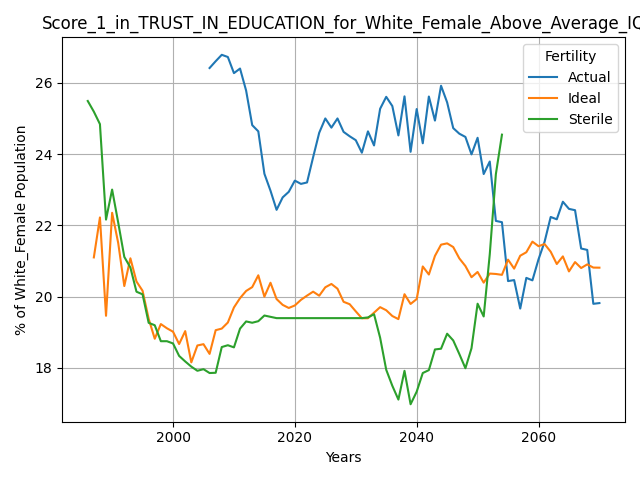 Score_1_in_TRUST_IN_EDUCATION_for_White_Female_Above_Average_IQ
Fertility
Actual
Ideal
Sterile
26
24
22
20
18
% of White_Female Population
2000
2020
2040
2060
Years